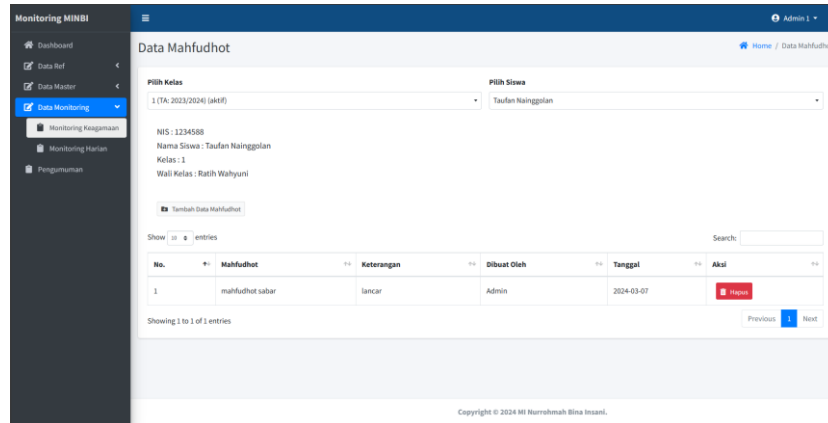 Monitoring MINBI
Admin 1
Dashboard
Data Ref
Data Master
Data Monitoring
Monitoring Keagamaan
Monitoring Harian
Pengumuman
Data Mahfudhot
Home / Data Mahfudho
Pilih Kelas
Pilih Siswa
1 (TA: 2023/2024) (aktif)
Taufan Nainggolan
NIS : 1234588
Nama Siswa : Taufan Nainggolan
Kelas : 1
Wali Kelas : Ratih Wahyuni
Tambah Data Mahfudhot
Show 10 entries
Search:
No. Mahfudhot Keterangan Dibuat Oleh Tanggal Aksi
1 mahfudhot sabar lancar Admin 2024-03-07 Hapus
Showing 1 to 1 of 1 entries
Previous 1 Next
Copyright © 2024 MI Nurrohmah Bina Insani.